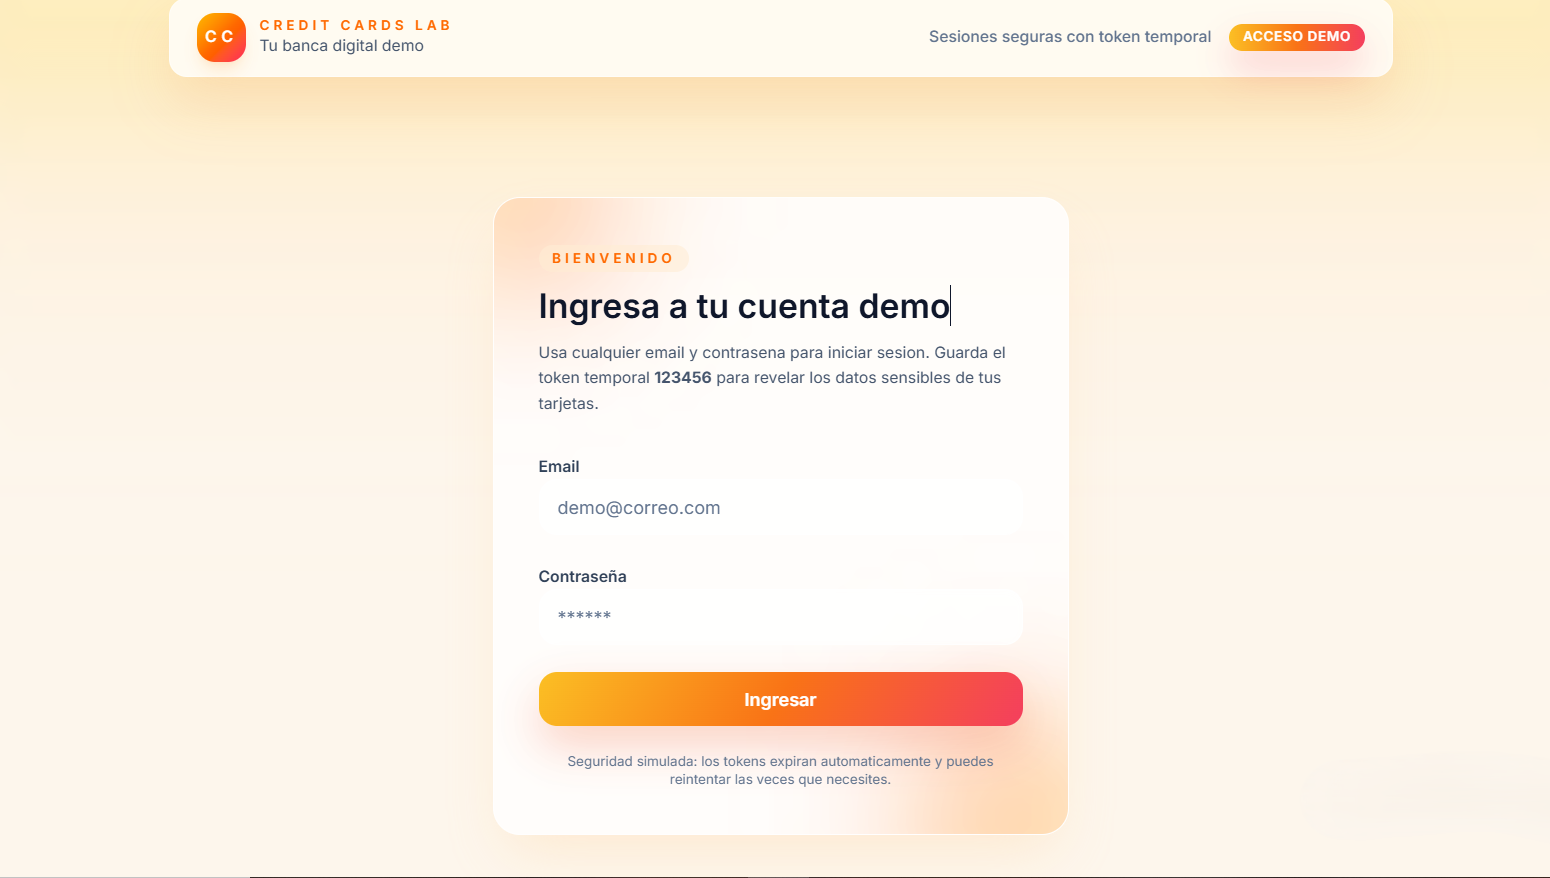 CC
CREDIT CARDS LAB
Tu banca digital demo
Sesiones seguras con token temporal
ACCESO DEMO
BIENVENIDO
Ingresa a tu cuenta demo
Usa cualquier email y contrasena para iniciar sesion. Guarda el
token temporal 123456 para revelar los datos sensibles de tus
tarjetas.
Email
demo@correo.com
Contraseña
******
Ingresar
Seguridad simulada: los tokens expiran automaticamente y puedes
reintentar las veces que necesites.